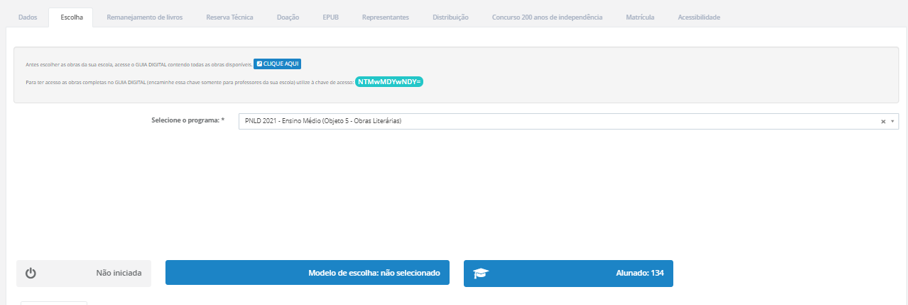 Dados Escolha Remanejamento de livros Reserva Técnica Doação EPUB Representantes Distribuição Concurso 200 anos de independência Matrícula Acessibilidade
Antes escolher as obras da sua escola, acesse o GUIA DIGITAL contendo todas as obras disponíveis. CLIQUE AQUI
Para ter acesso as obras completas no GUIA DIGITAL (encaminhe essa chave somente para professores da sua escola) utilize à chave de acesso: NTMwMDYwNDY=
Selecione o programa: * PNLD 2021 - Ensino Médio (Objeto 5 - Obras Literárias)
Não iniciada Modelo de escolha: não selecionado Alunado: 134